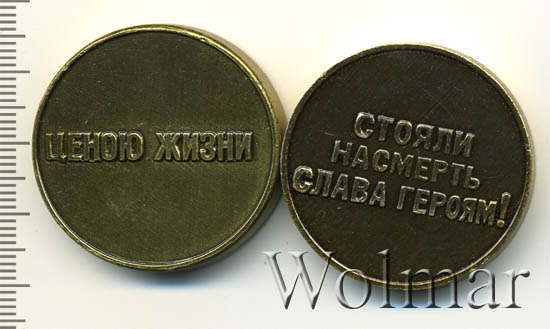 ЦЕНОЮ ЖИЗНИ
СТОЯЛИ
НАСМЕРТЬ
СЛАВА ГЕРОЯМ!
Wolmar